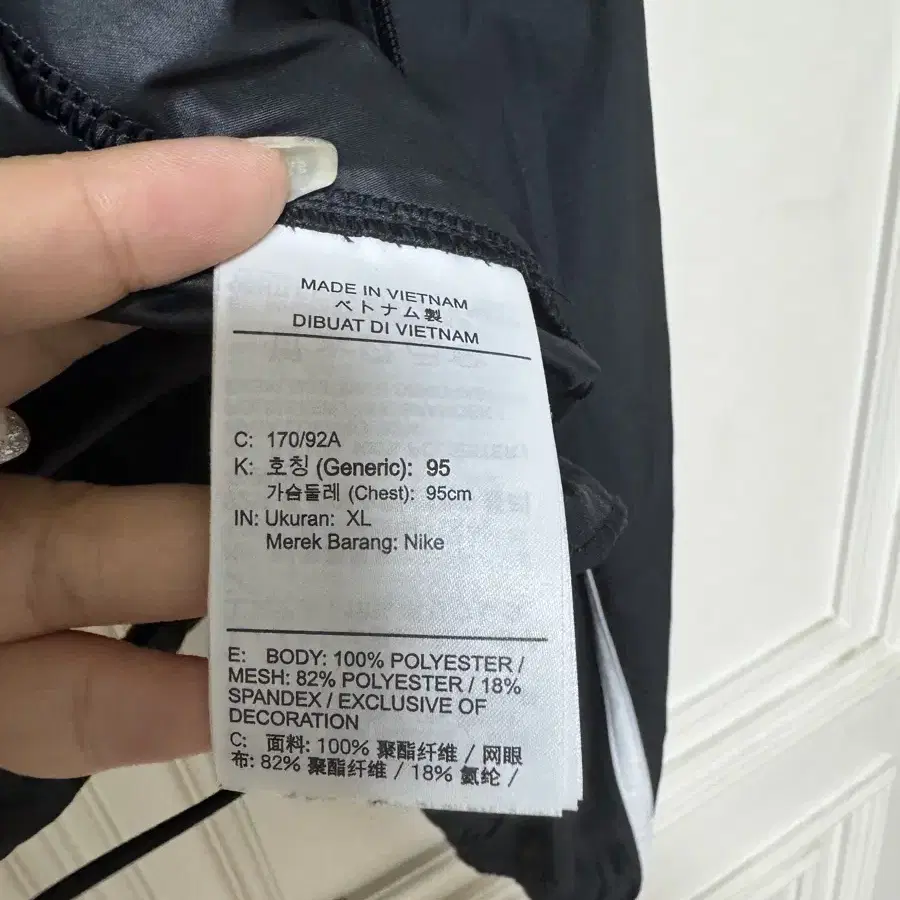 MADE IN VIETNAM
ベトナム製
DIBUAT DI VIETNAM
C: 170/92A
K: 호칭 (Generic): 95
가슴둘레 (Chest): 95cm
IN: Ukuran: XL
Merek Barang: Nike
E: BODY: 100% POLYESTER /
MESH: 82% POLYESTER / 18%
SPANDEX / EXCLUSIVE OF
DECORATION
C: 面料: 100% 聚酯纤维 / 网眼
布: 82% 聚酯纤维 / 18% 氨纶 /